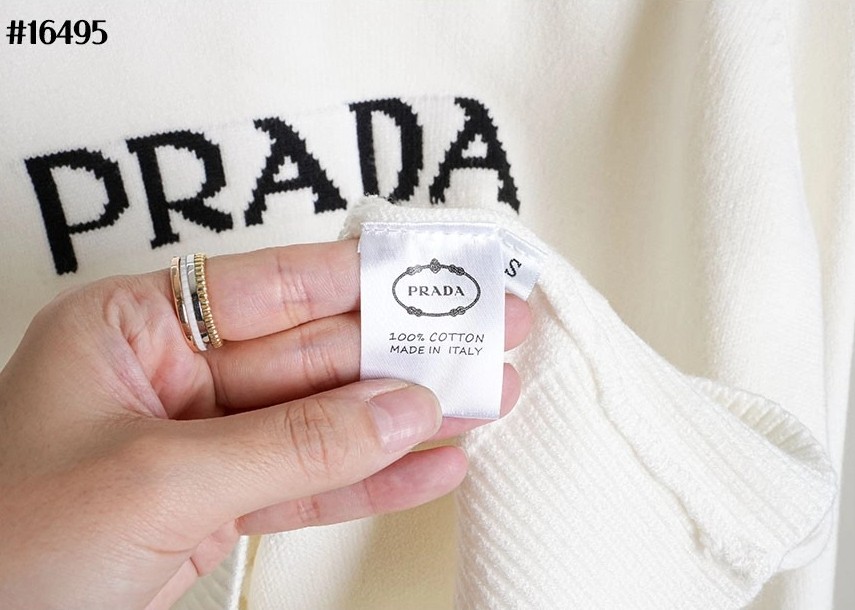 #16495
PRADA
S
PRADA
100% COTTON
MADE IN ITALY